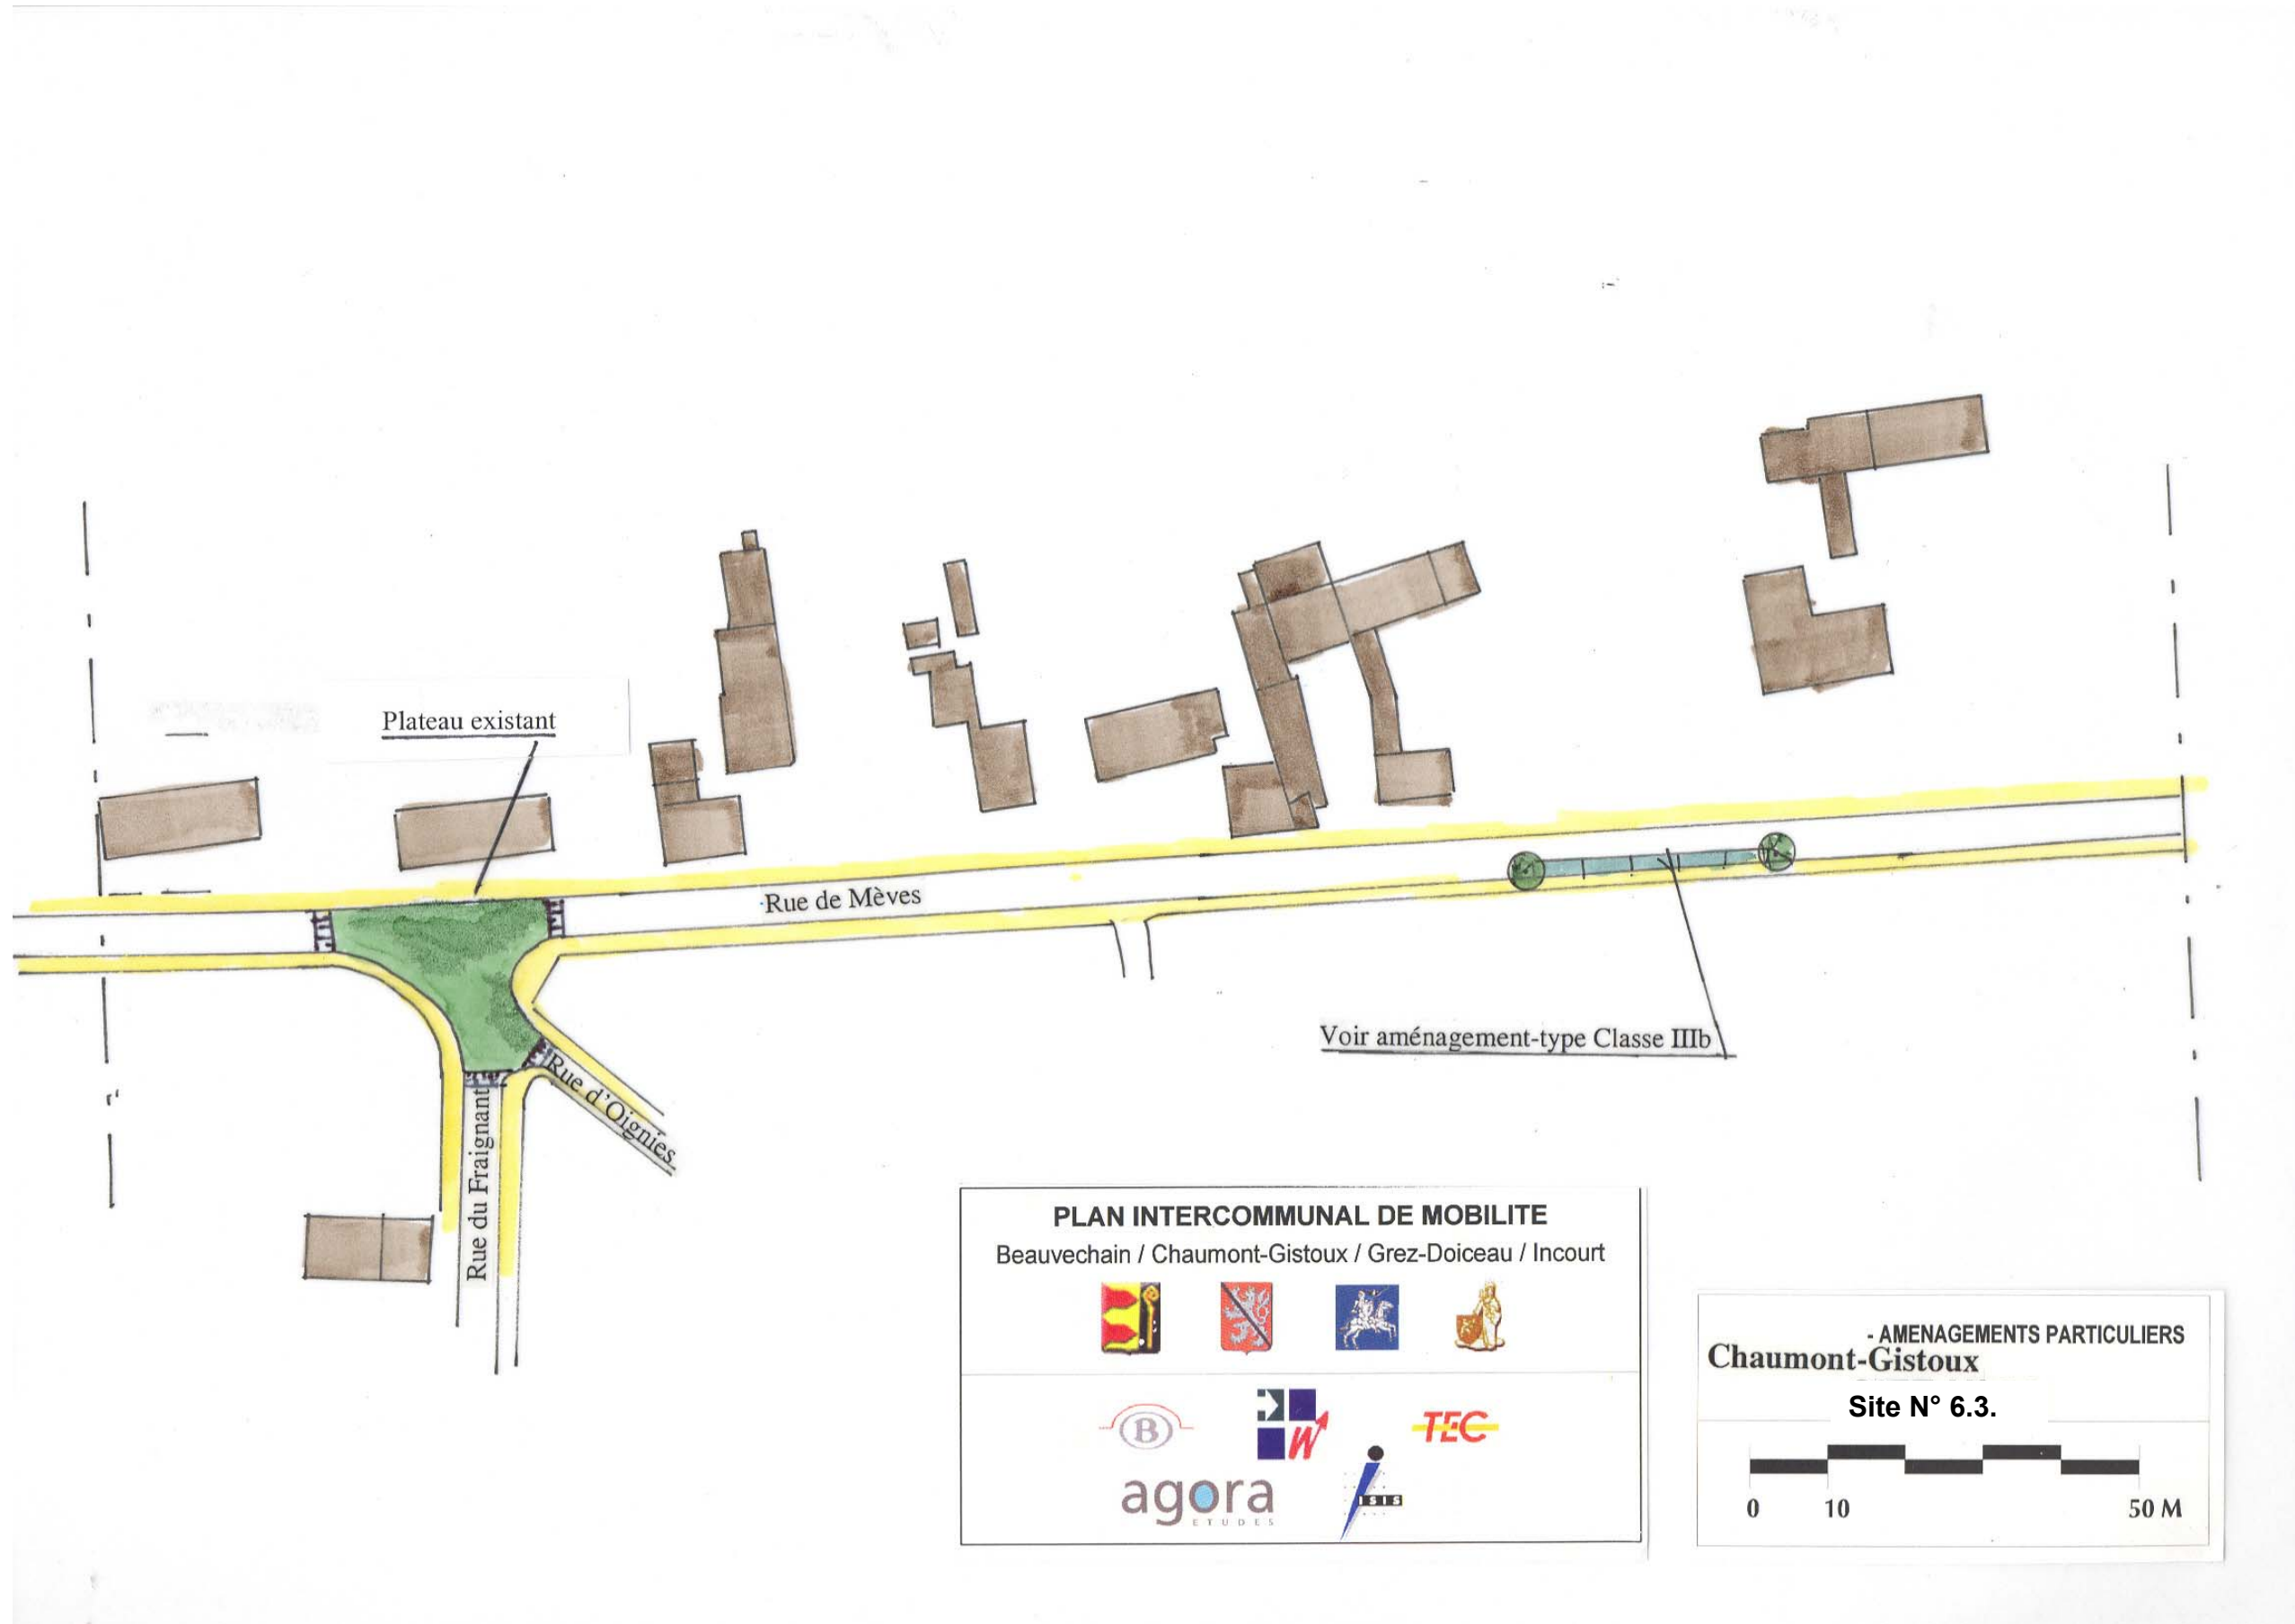 Plateau existant
Rue de Mèves
Rue d'Oignies
Rue du Fraignant
Voir aménagement-type Classe IIIb
PLAN INTERCOMMUNAL DE MOBILITE
Beauvechain / Chaumont-Gistoux / Grez-Doiceau / Incourt
B
W
TEC
agora
ETUDES
ISIS
- AMENAGEMENTS PARTICULIERS
Chaumont-Gistoux
Site N° 6.3.
0 10 50 M